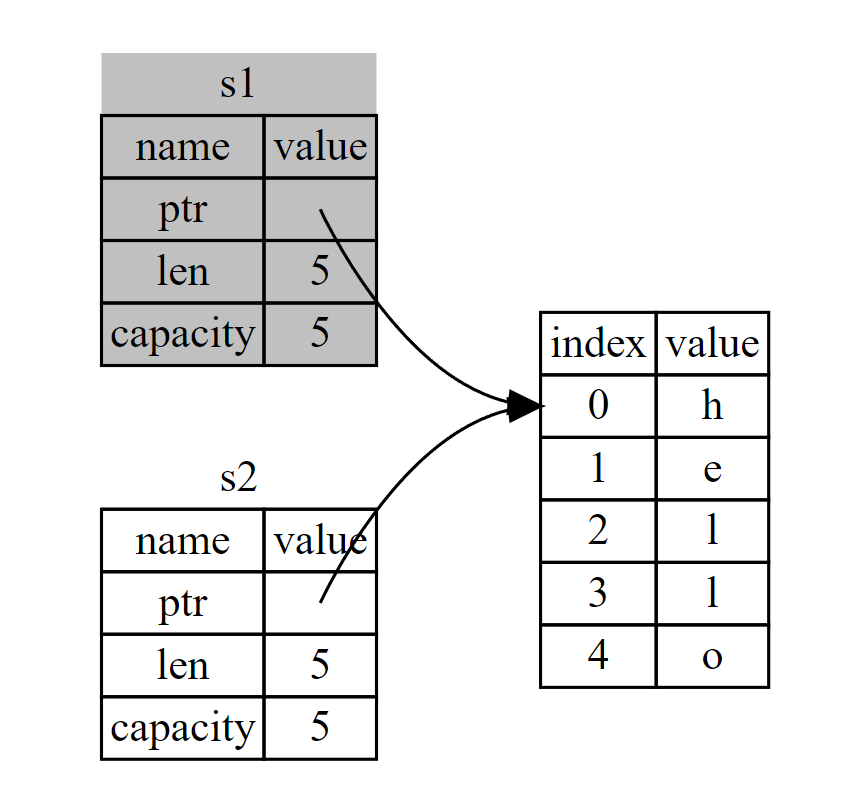 s1
name value
ptr
len 5
capacity 5
s2
name value
ptr
len 5
capacity 5
index value
0 h
1 e
2 l
3 l
4 o